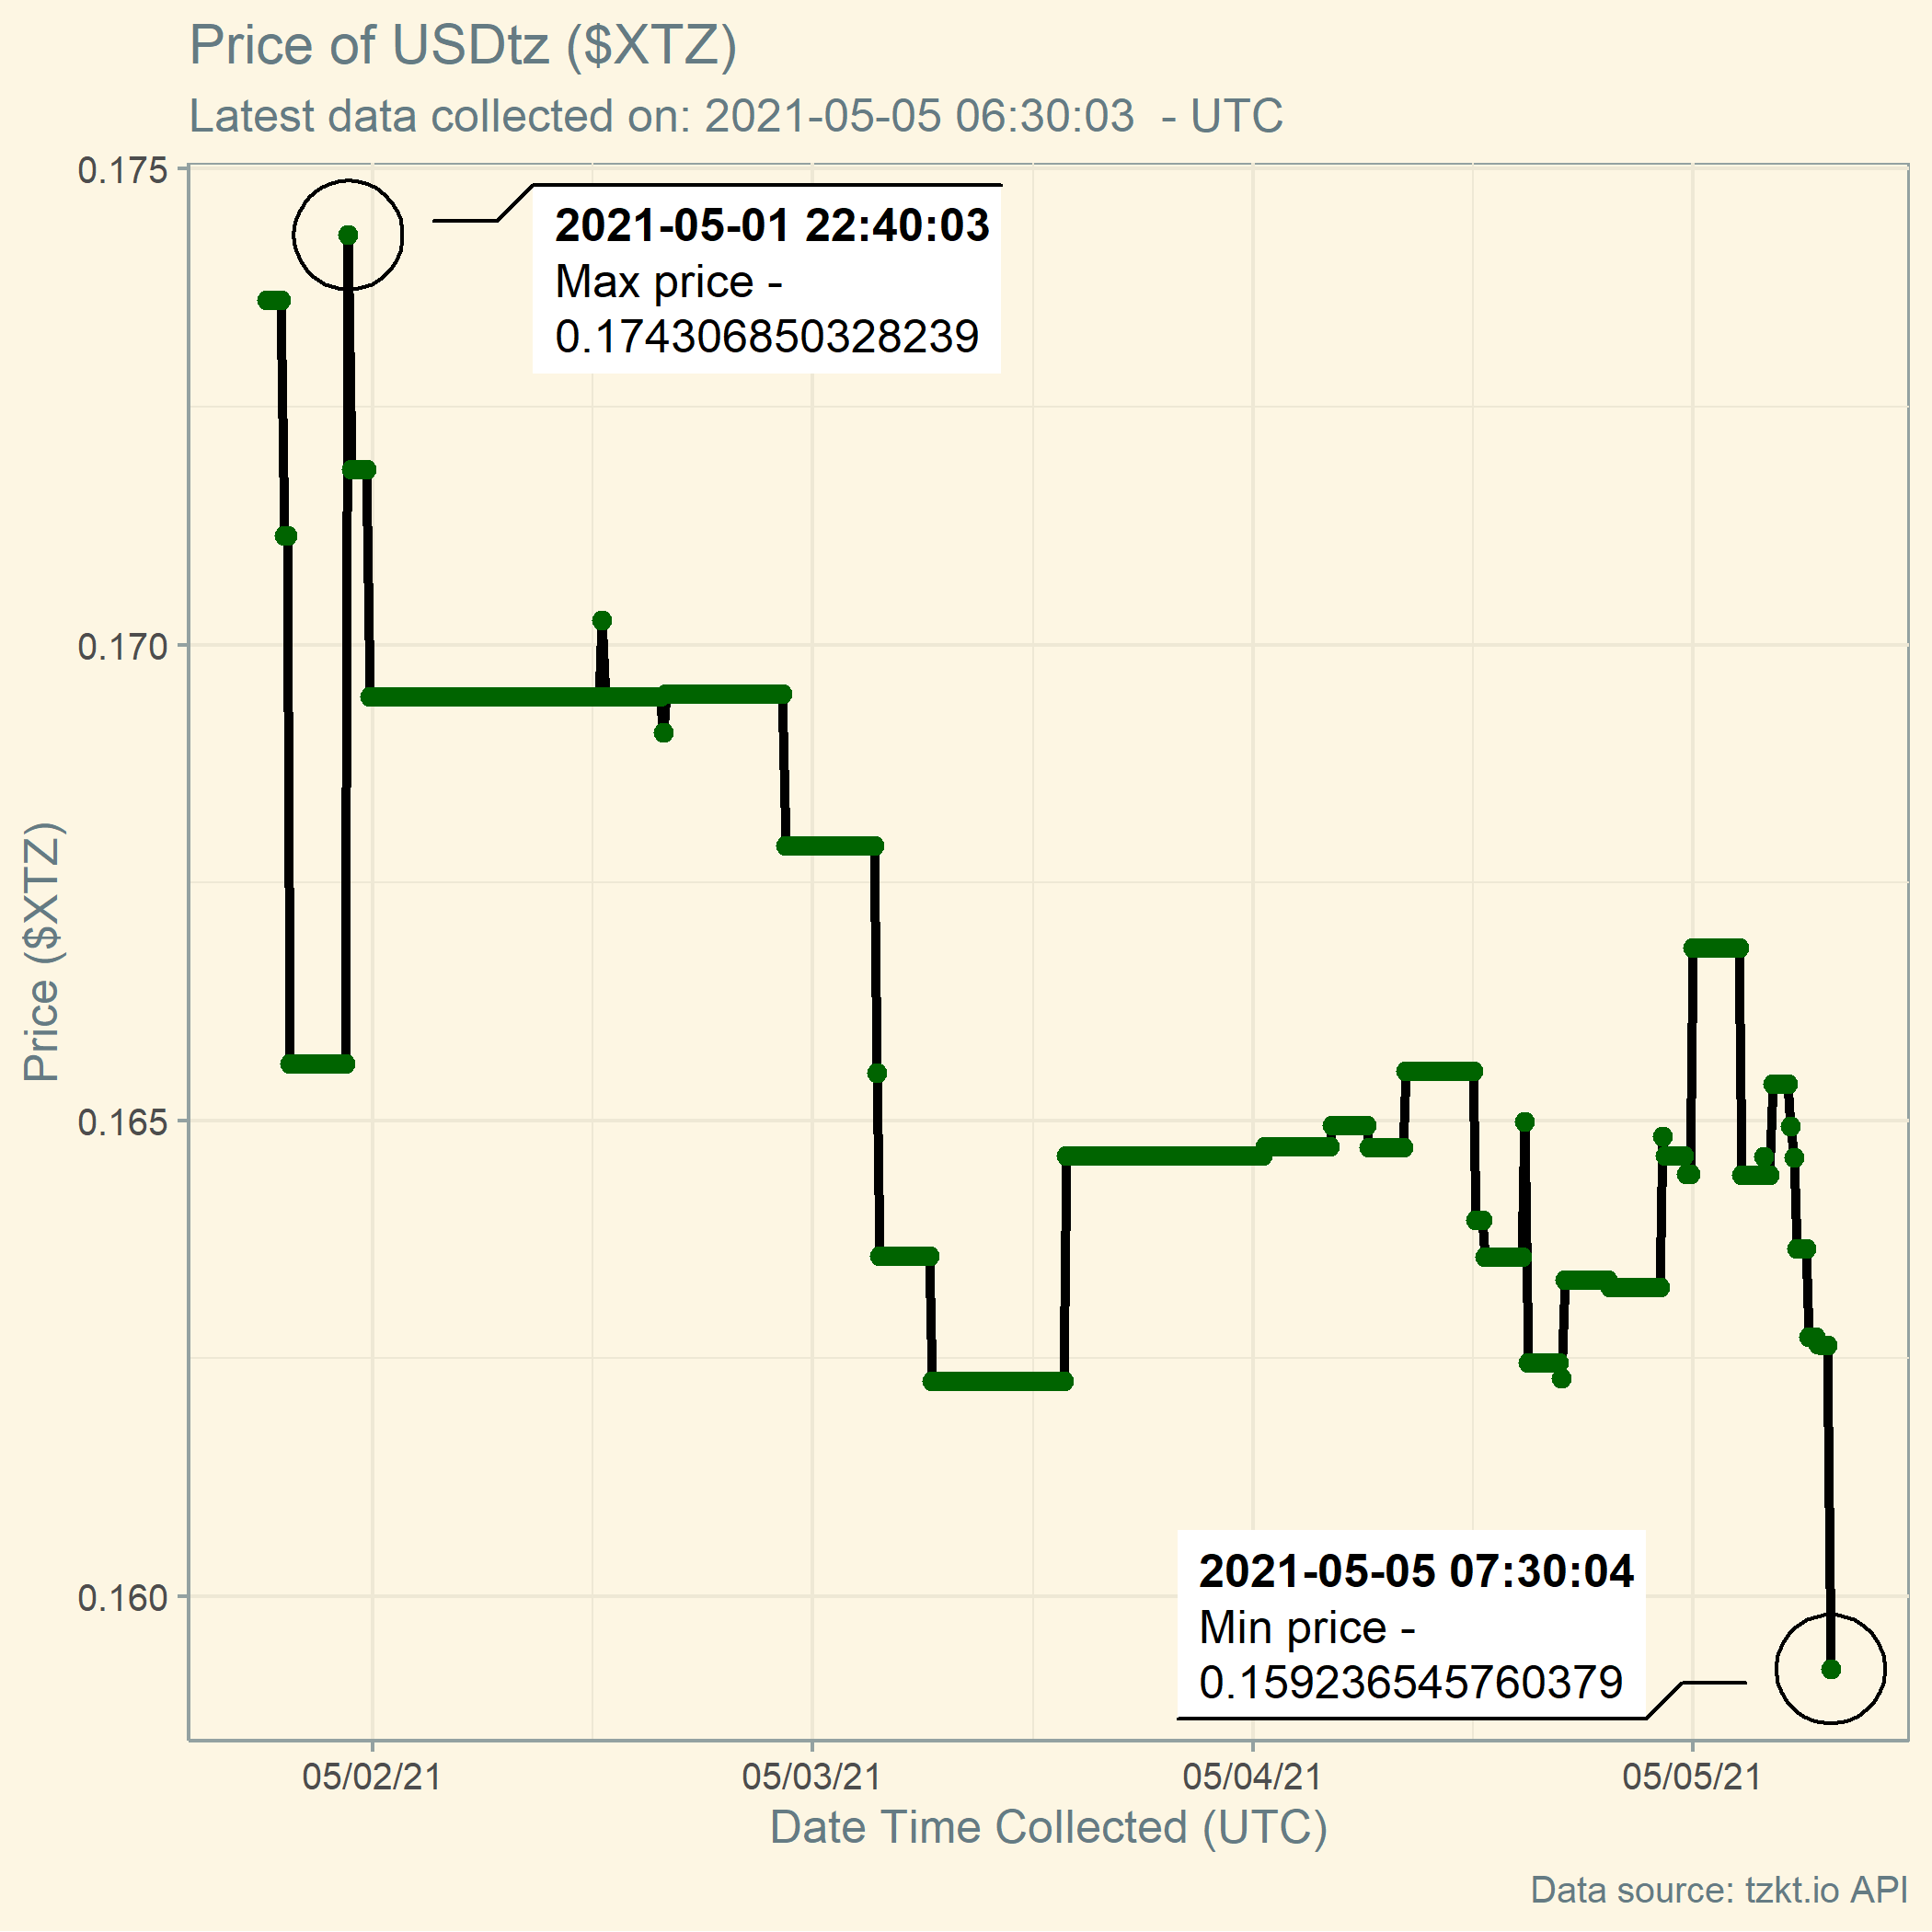 Price of USDtz ($XTZ)
Latest data collected on: 2021-05-05 06:30:03  - UTC
0.175
0.170
0.165
0.160
Price ($XTZ)
2021-05-01 22:40:03
Max price -
0.174306850328239
2021-05-05 07:30:04
Min price -
0.159236545760379
05/02/21
05/03/21
05/04/21
05/05/21
Date Time Collected (UTC)
Data source: tzkt.io API